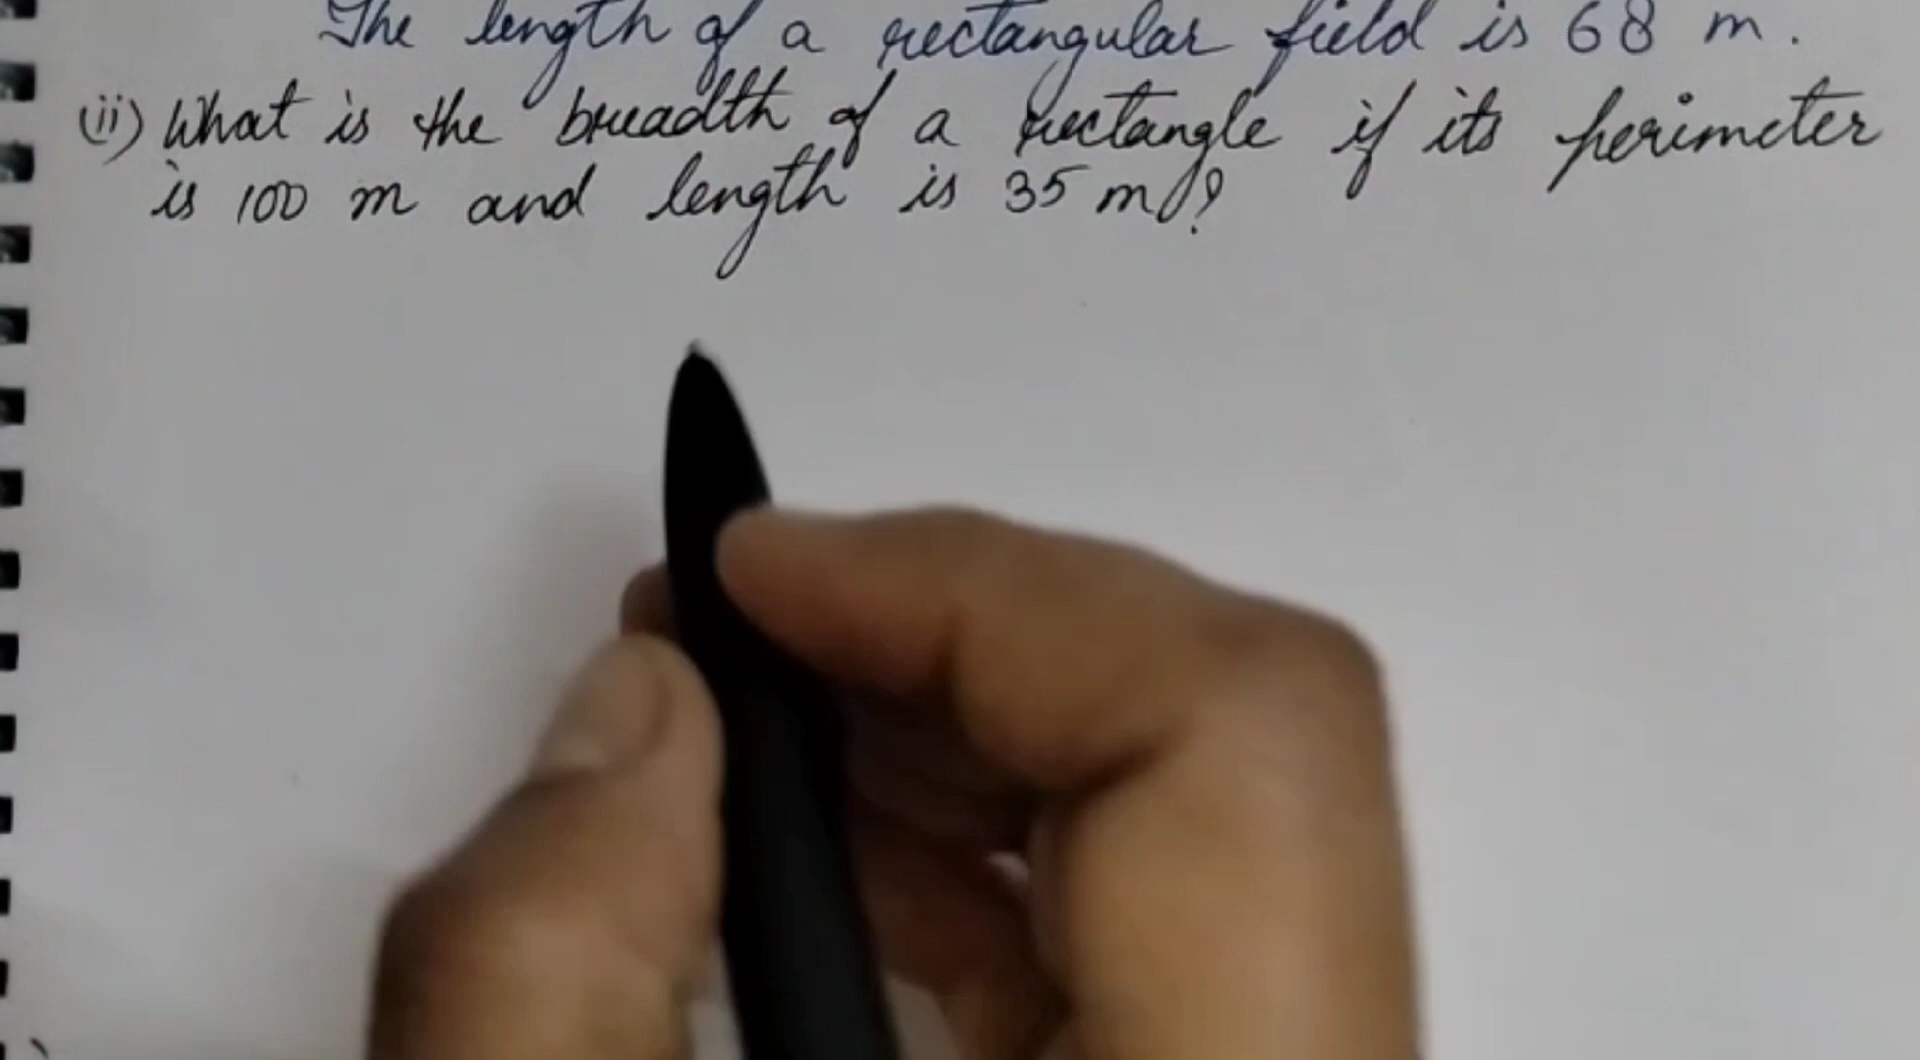 The length of a rectangular field is 68 m.
(ii) What is the breadth of a rectangle if its perimeter
is 100 m and length is 35 m?